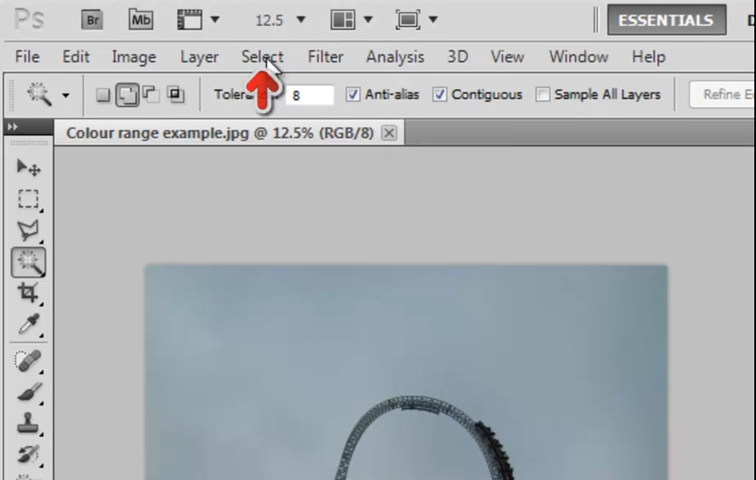 Ps Br Mb 12.5 ESSENTIALS
File Edit Image Layer Select Filter Analysis 3D View Window Help
8 Anti-alias Contiguous Sample All Layers Refine
Colour range example.jpg @ 12.5% (RGB/8)